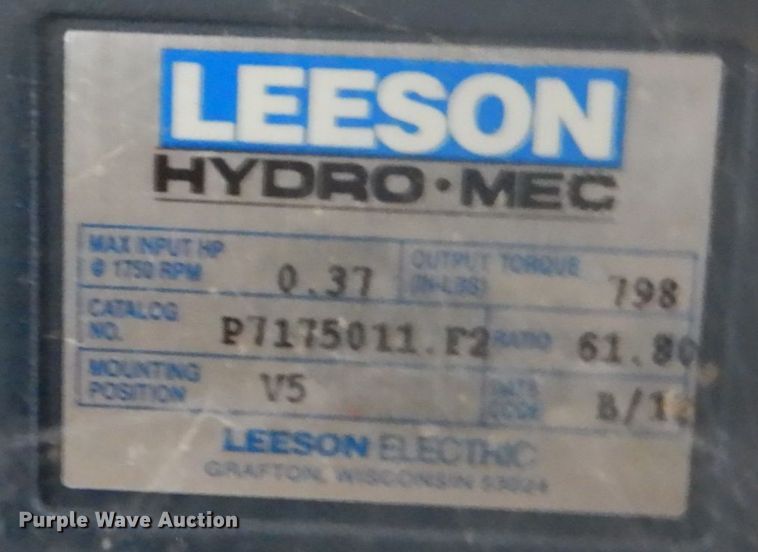 LEESON
HYDRO·MEC
MAX INPUT HP
@ 1750 RPM 0.37
OUTPUT TORQUE
(IN-LBS) 798
CATALOG
NO. P7175011.F2
RATIO 61.80
MOUNTING
POSITION V5
DATE
CODE
LEESON ELECTRIC
GRAFTON, WISCONSIN 53024
Purple Wave Auction